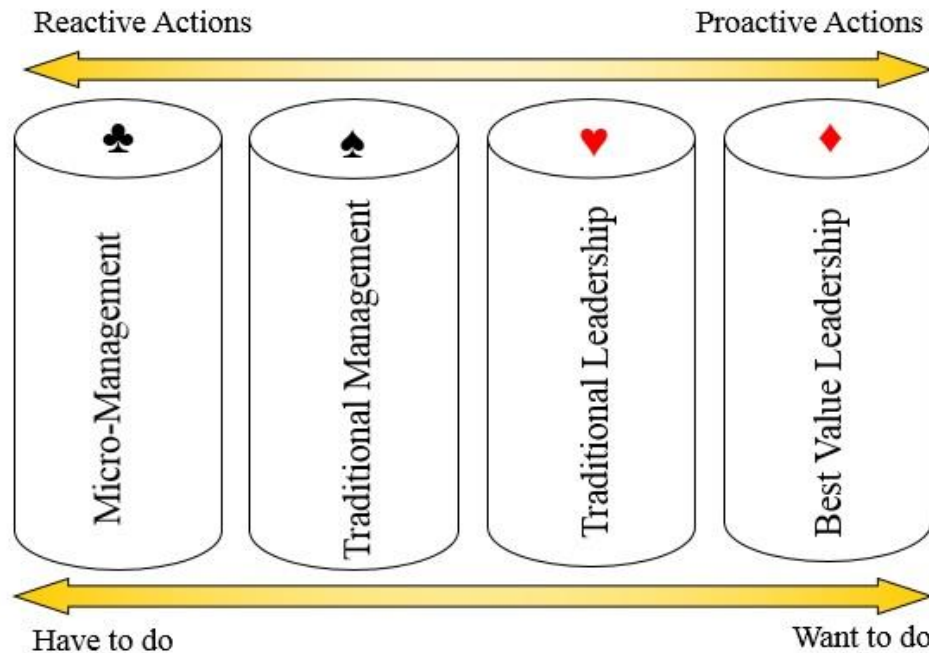 Reactive Actions
Proactive Actions
Micro-Management
Traditional Management
Traditional Leadership
Best Value Leadership
Have to do
Want to do